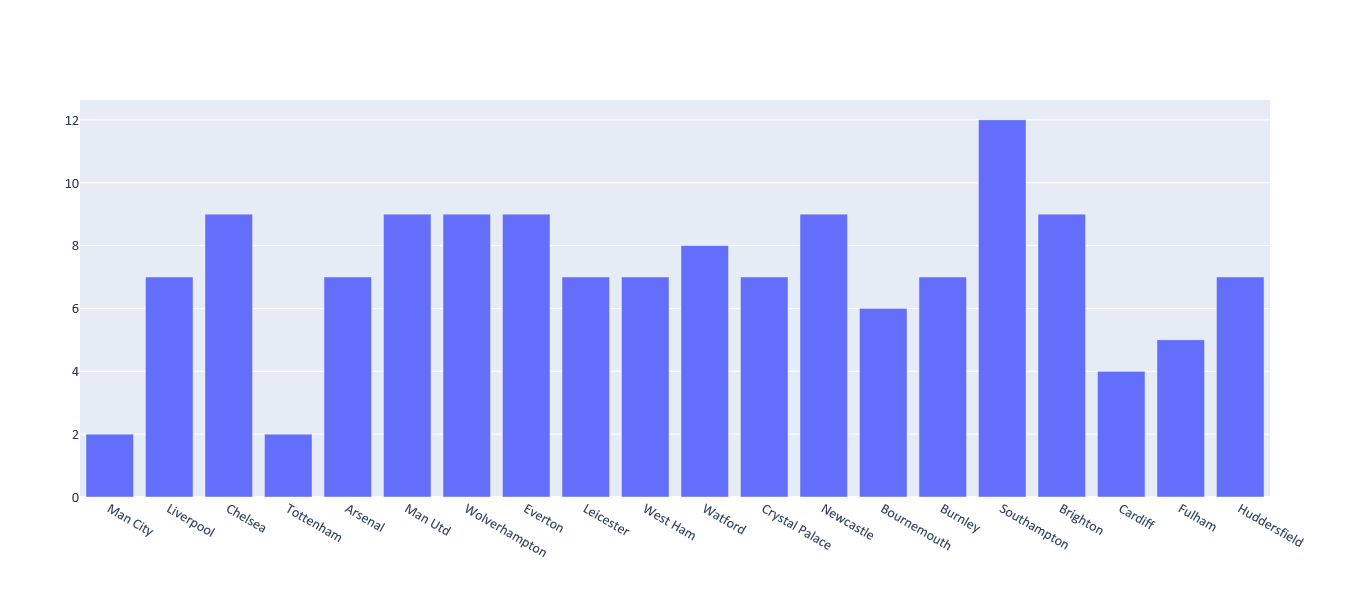 12
10
8
6
4
2
0
Man City
Liverpool
Chelsea
Tottenham
Arsenal
Man Utd
Wolverhampton
Everton
Leicester
West Ham
Watford
Crystal Palace
Newcastle
Bournemouth
Burnley
Southampton
Brighton
Cardiff
Fulham
Huddersfield